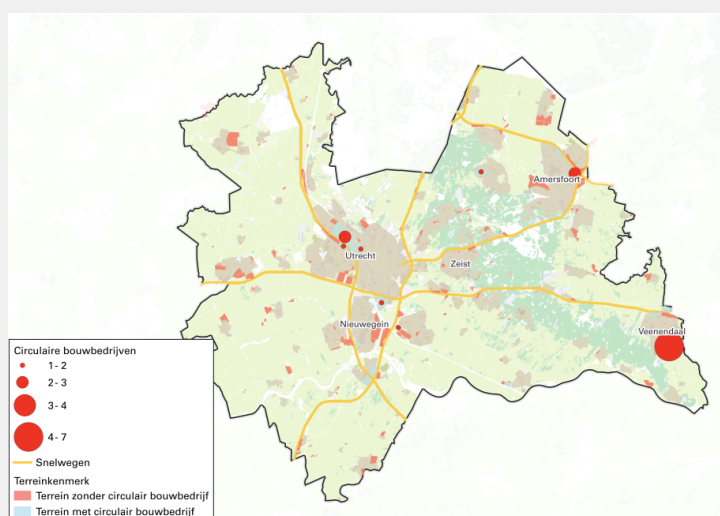 Amersfoort
Utrecht
Zeist
Nieuwegein
Veenendaal
Circulaire bouwbedrijven
1 - 2
2 - 3
3 - 4
4 - 7
Snelwegen
Terreinkenmerk
Terrein zonder circulair bouwbedrijf
Terrein met circulair bouwbedrijf